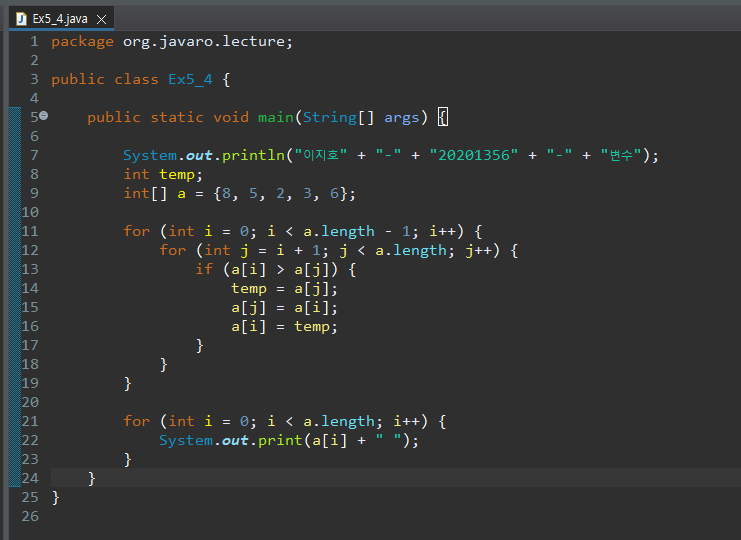 Ex5_4.java
1 package org.javaro.lecture;
2
3 public class Ex5_4 {
4
5     public static void main(String[] args) {
6
7         System.out.println("이지호" + "-" + "20201356" + "-" + "변수");
8         int temp;
9         int[] a = {8, 5, 2, 3, 6};
10
11         for (int i = 0; i < a.length - 1; i++) {
12             for (int j = i + 1; j < a.length; j++) {
13                 if (a[i] > a[j]) {
14                     temp = a[j];
15                     a[j] = a[i];
16                     a[i] = temp;
17                 }
18             }
19         }
20
21         for (int i = 0; i < a.length; i++) {
22             System.out.print(a[i] + " ");
23         }
24     }
25 }
26